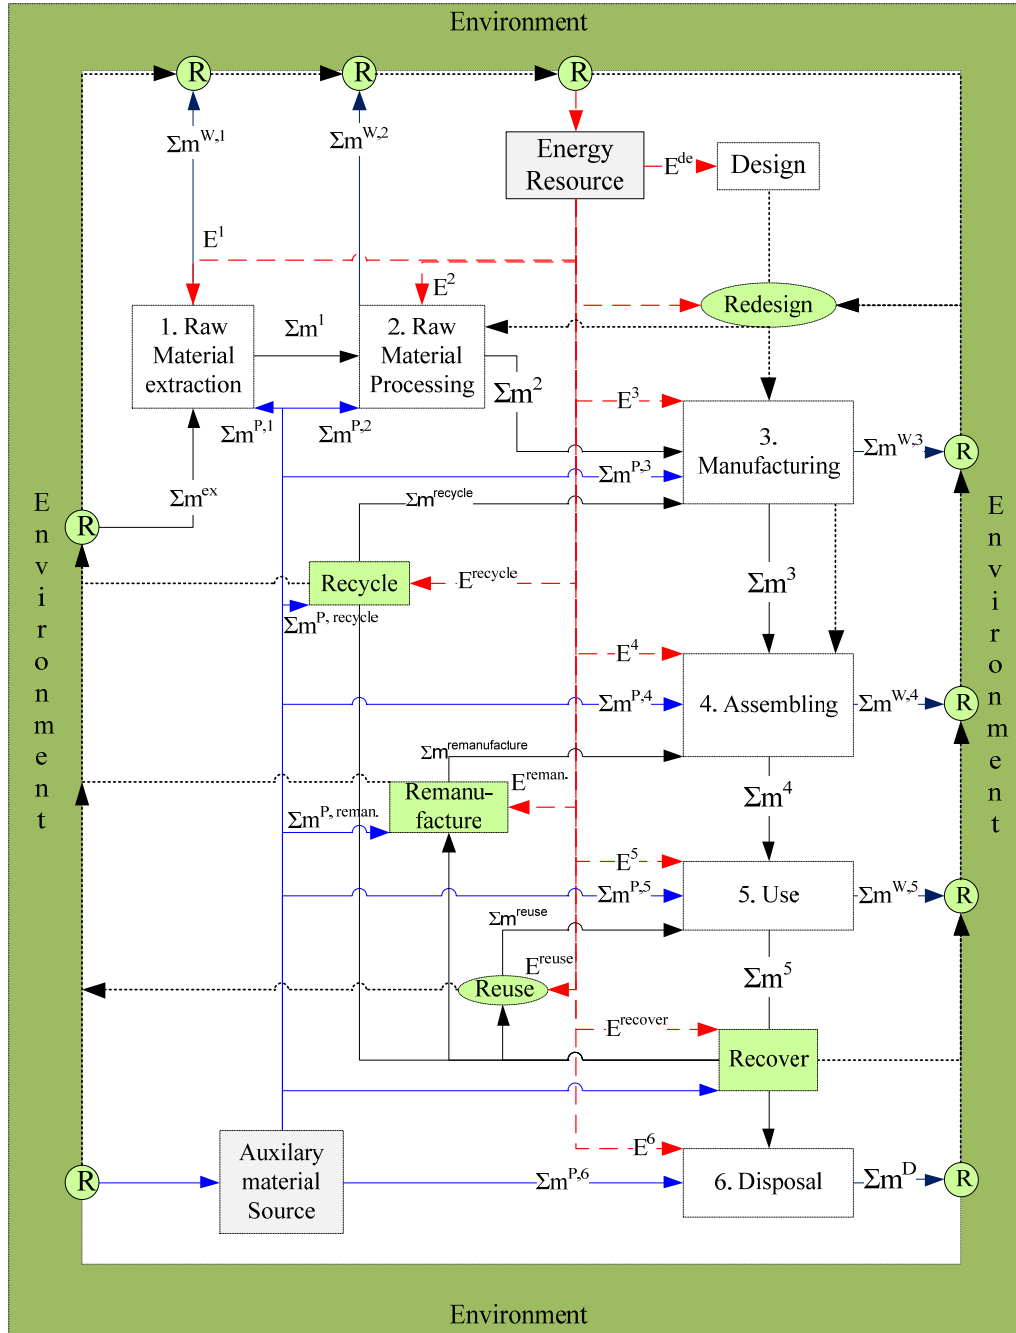 Environment
R
R
R
Σm^W,1
Σm^W,2
Energy
Resource
E^de
Design
E^1
E^2
Redesign
1. Raw
Material
extraction
Σm^1
2. Raw
Material
Processing
Σm^2
E^3
Σm^P,1
Σm^P,2
3.
Manufacturing
Σm^W,3
R
Σm^P,3
Σm^ex
Σm^recycle
R
Environment
Environment
Recycle
E^recycle
Σm^3
Σm^P, recycle
E^4
Σm^P,4
4. Assembling
Σm^W,4
R
Σm^remanufacture
Remanu-
facture
E^reman.
Σm^4
Σm^P, reman.
E^5
Σm^P,5
5. Use
Σm^W,5
R
Σm^reuse
E^reuse
Σm^5
Reuse
E^recover
Recover
E^6
R
Auxilary
material
Source
Σm^P,6
6. Disposal
Σm^D
R
Environment